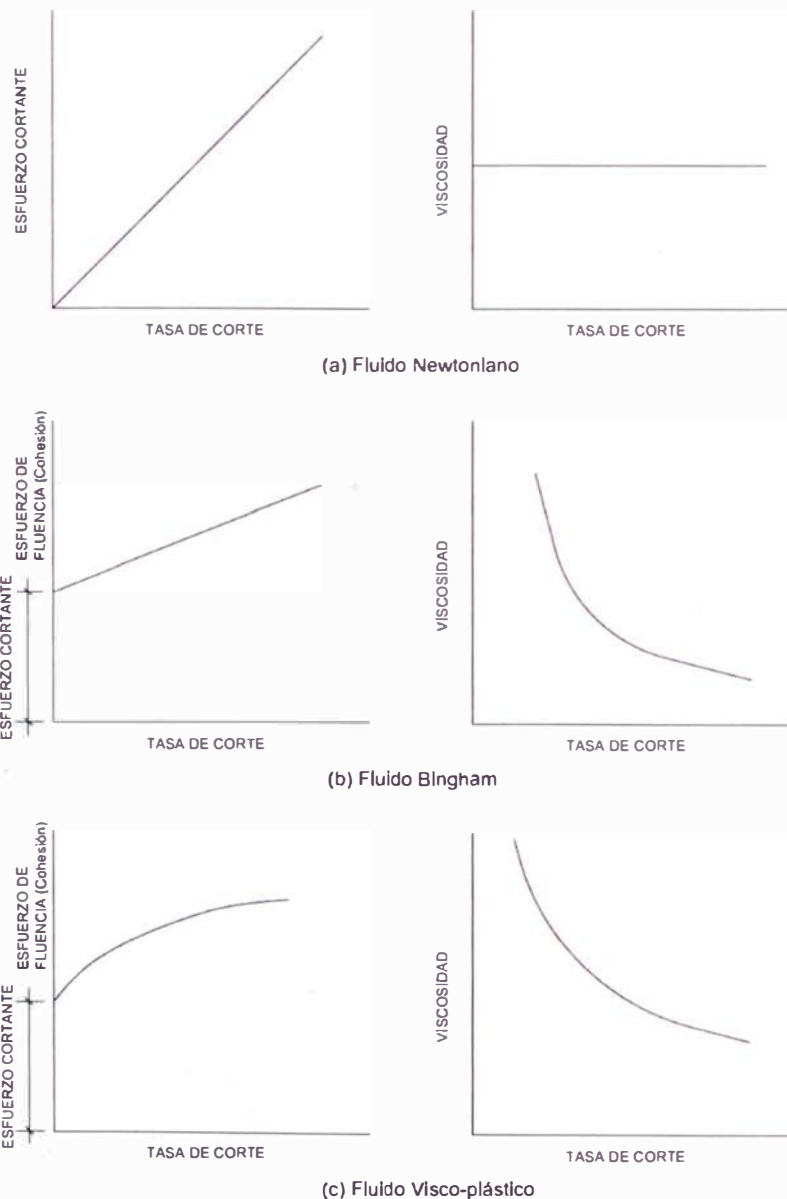 ESFUERZO CORTANTE
TASA DE CORTE
VISCOSIDAD
TASA DE CORTE
(a) Fluido Newtoniano
ESFUERZO DE
FLUENCIA (Cohesión)
ESFUERZO CORTANTE
TASA DE CORTE
VISCOSIDAD
TASA DE CORTE
(b) Fluido Bingham
ESFUERZO DE
FLUENCIA (Cohesión)
ESFUERZO CORTANTE
TASA DE CORTE
VISCOSIDAD
TASA DE CORTE
(c) Fluido Visco-plástico